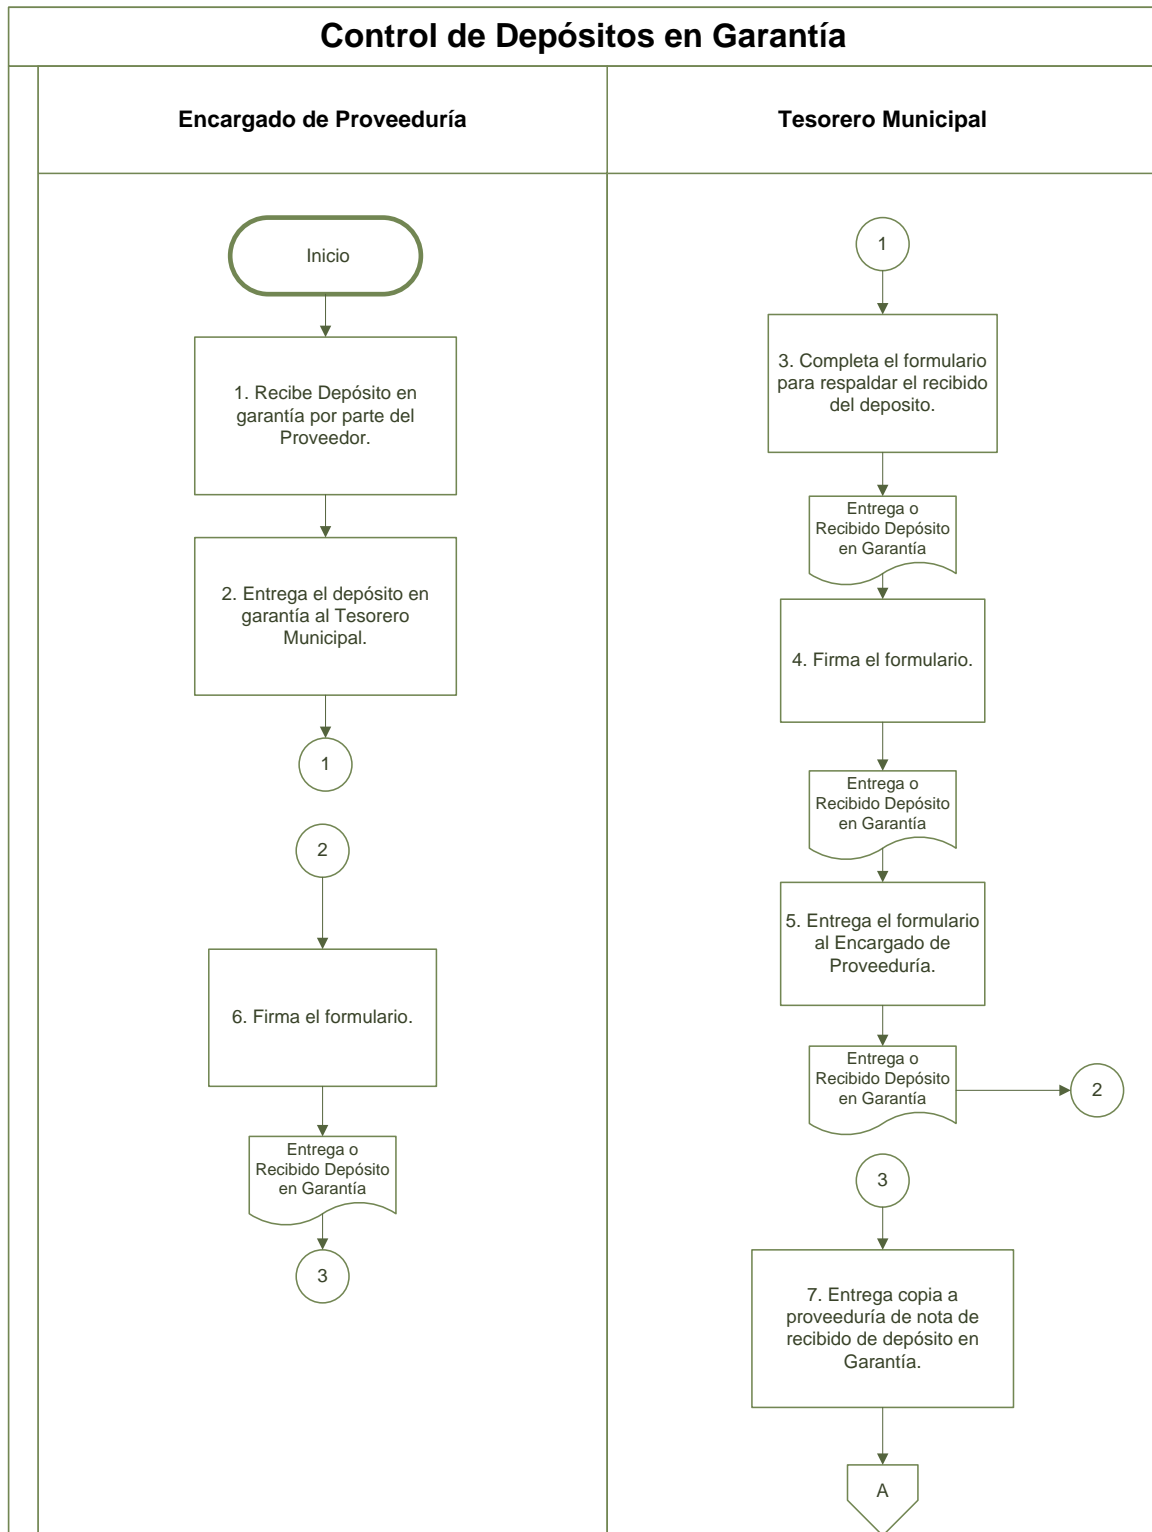 Control de Depósitos en Garantía
Encargado de Proveeduría
Tesorero Municipal
Inicio
1. Recibe Depósito en
garantía por parte del
Proveedor.
2. Entrega el depósito en
garantía al Tesorero
Municipal.
1
2
6. Firma el formulario.
Entrega o
Recibido Depósito
en Garantía
3
1
3. Completa el formulario
para respaldar el recibido
del deposito.
Entrega o
Recibido Depósito
en Garantía
4. Firma el formulario.
Entrega o
Recibido Depósito
en Garantía
5. Entrega el formulario
al Encargado de
Proveeduría.
Entrega o
Recibido Depósito
en Garantía
2
3
7. Entrega copia a
proveeduría de nota de
recibido de depósito en
Garantía.
A